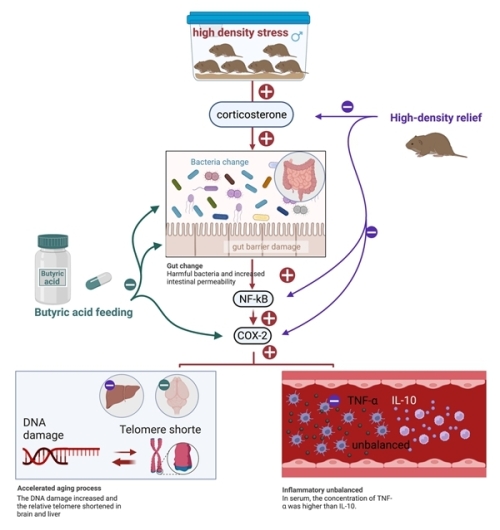 high density stress
corticosterone
High-density relief
Bacteria change
gut barrier damage
Gut change
Harmful bacteria and increased
intestinal permeability
Butyric
acid
Butyric acid feeding
NF-kB
COX-2
DNA
damage
Telomere shorte
TNF-α
IL-10
unbalanced
Accelerated aging process
The DNA damage increased and
the relative telomere shortened in
brain and liver
Inflammatory unbalanced
In serum, the concentration of TNF-
α was higher than IL-10.